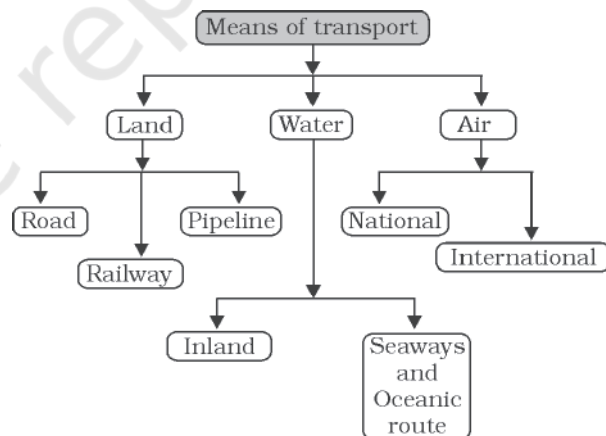 Means of transport
Land
Water
Air
Road
Railway
Pipeline
National
International
Inland
Seaways
and
Oceanic
route